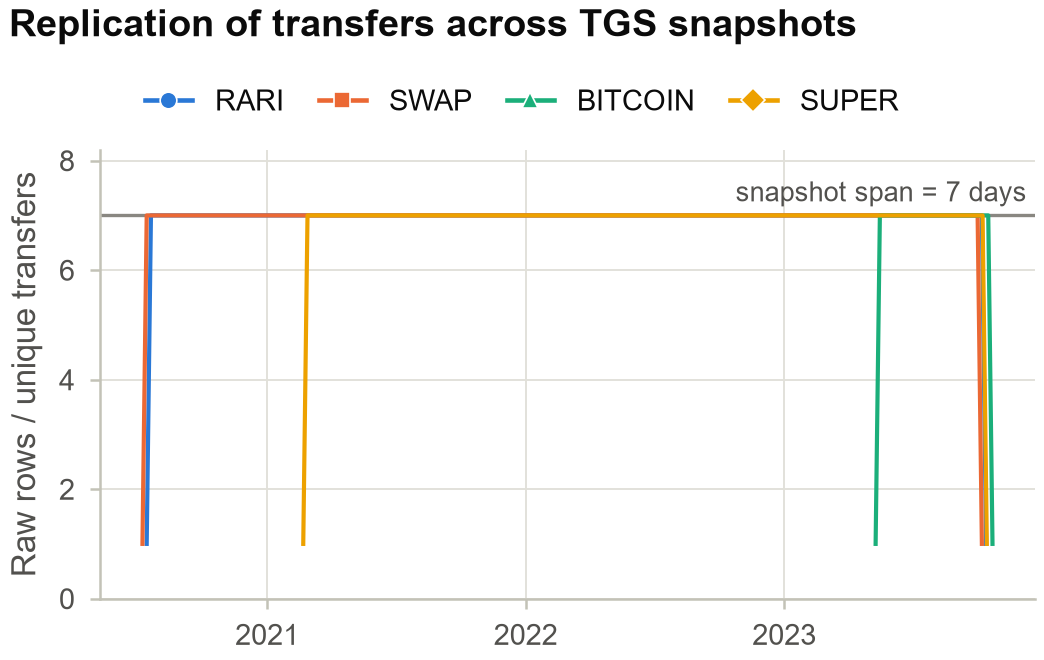 Replication of transfers across TGS snapshots
RARI SWAP BITCOIN SUPER
snapshot span = 7 days
Raw rows / unique transfers
8
6
4
2
0
2021 2022 2023